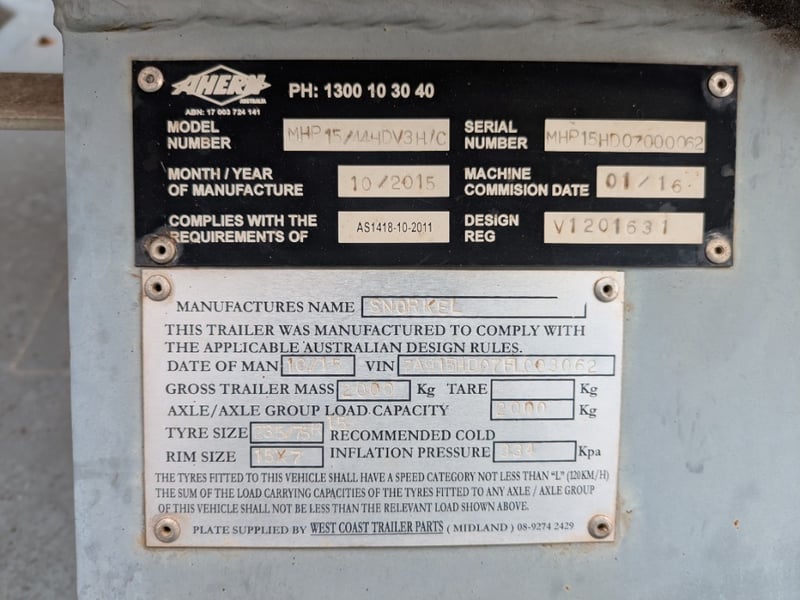 AHERN
AUSTRALIA
ABN: 17 003 724 141
PH: 1300 10 30 40
MODEL NUMBER MHP15/44HDV3H/C
SERIAL NUMBER MHP15HD07000062
MONTH / YEAR OF MANUFACTURE 10/2015
MACHINE COMMISION DATE 01/16
COMPLIES WITH THE REQUIREMENTS OF AS1418-10-2011
DESIGN REG V1201631
MANUFACTURES NAME SNORKEL
THIS TRAILER WAS MANUFACTURED TO COMPLY WITH
THE APPLICABLE AUSTRALIAN DESIGN RULES.
DATE OF MAN 10/15 VIN
GROSS TRAILER MASS 2000 Kg TARE Kg
AXLE/AXLE GROUP LOAD CAPACITY 2000 Kg
TYRE SIZE 235/75R 15 RECOMMENDED COLD
RIM SIZE 15X7 INFLATION PRESSURE Kpa
THE TYRES FITTED TO THIS VEHICLE SHALL HAVE A SPEED CATEGORY NOT LESS THAN "L" (120KM/H)
THE SUM OF THE LOAD CARRYING CAPACITIES OF THE TYRES FITTED TO ANY AXLE / AXLE GROUP
OF THIS VEHICLE SHALL NOT BE LESS THAN THE RELEVANT LOAD SHOWN ABOVE.
PLATE SUPPLIED BY WEST COAST TRAILER PARTS ( MIDLAND ) 08-9274 2429